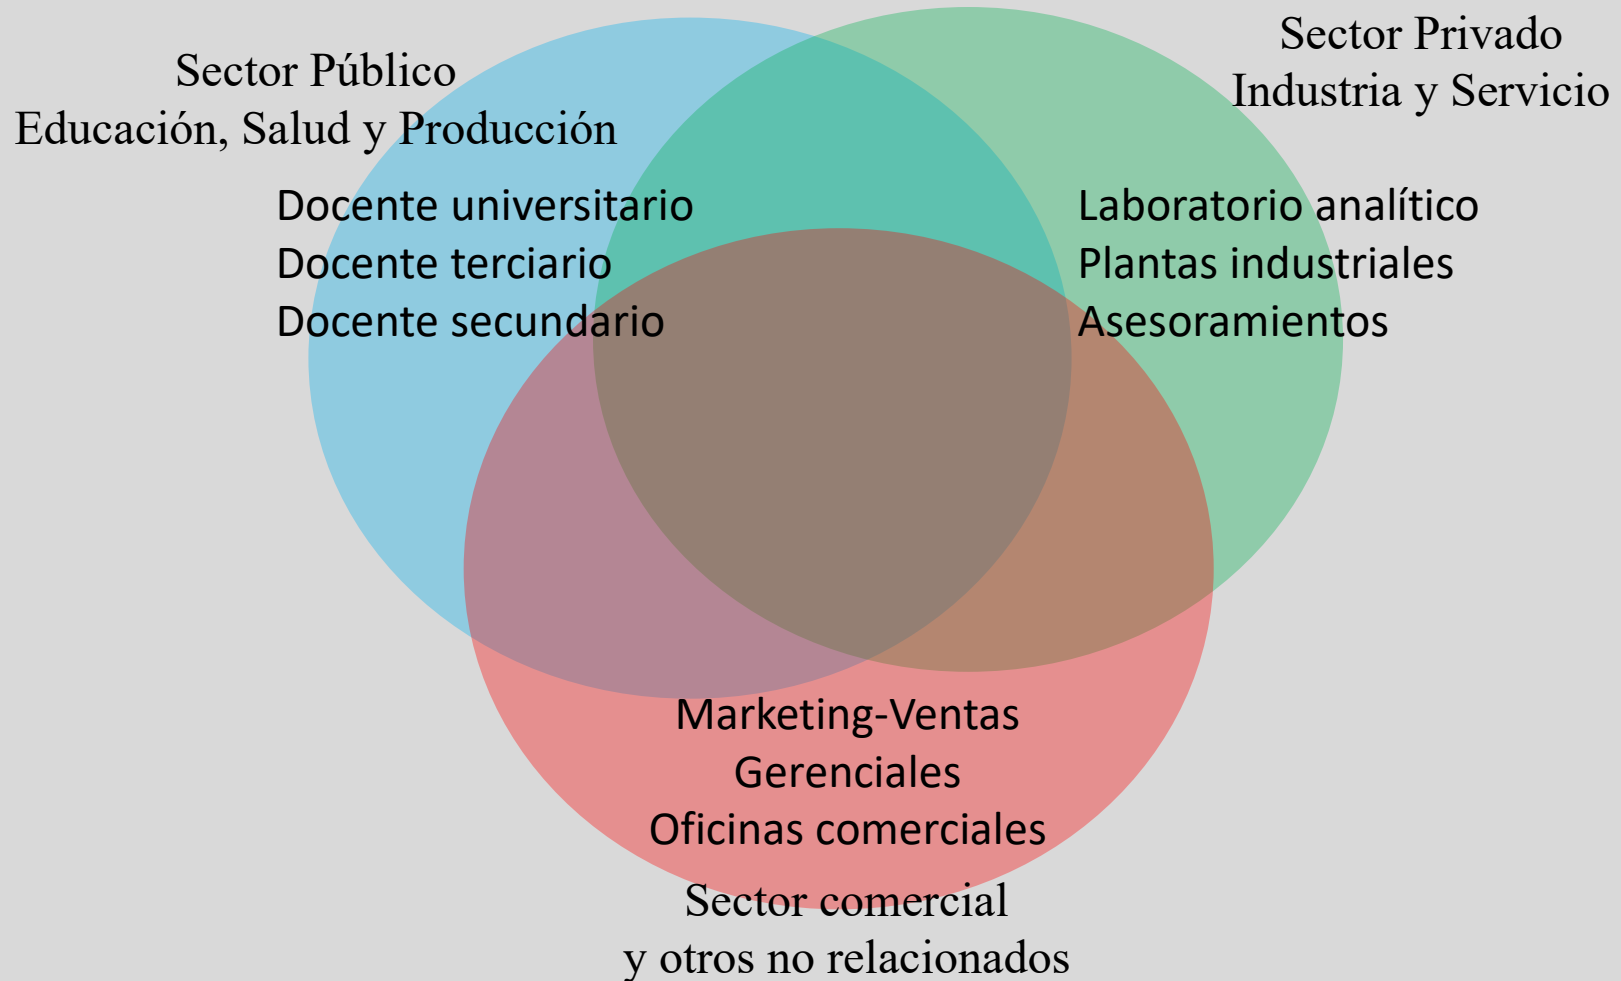 Sector Público
Educación, Salud y Producción
Docente universitario
Docente terciario
Docente secundario
Sector Privado
Industria y Servicio
Laboratorio analítico
Plantas industriales
Asesoramientos
Marketing-Ventas
Gerenciales
Oficinas comerciales
Sector comercial
y otros no relacionados